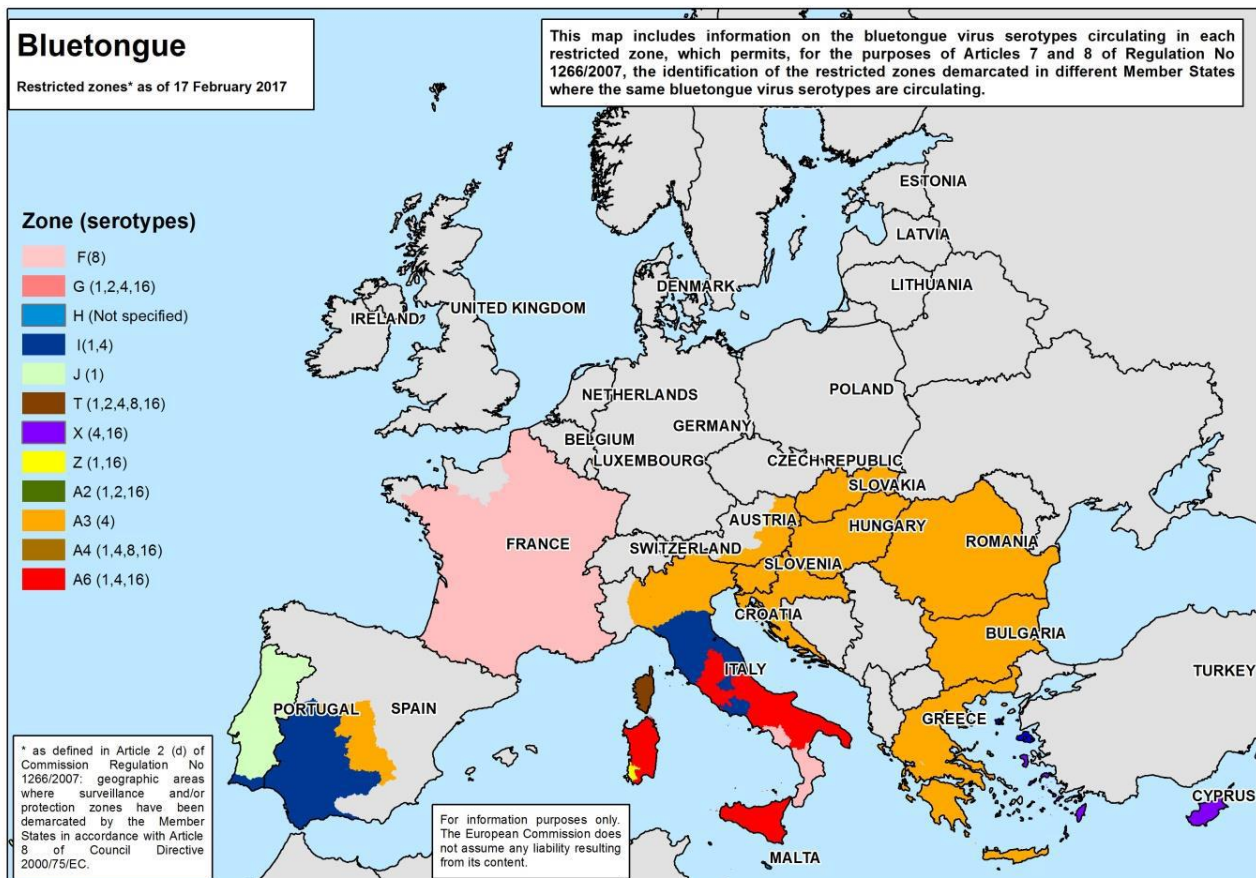 Bluetongue
Restricted zones* as of 17 February 2017
This map includes information on the bluetongue virus serotypes circulating in each
restricted zone, which permits, for the purposes of Articles 7 and 8 of Regulation No
1266/2007, the identification of the restricted zones demarcated in different Member States
where the same bluetongue virus serotypes are circulating.
Zone (serotypes)
F(8)
G (1,2,4,16)
H (Not specified)
I(1,4)
J (1)
T (1,2,4,8,16)
X (4,16)
Z (1,16)
A2 (1,2,16)
A3 (4)
A4 (1,4,8,16)
A6 (1,4,16)
ESTONIA
LATVIA
LITHUANIA
DENMARK
UNITED KINGDOM
IRELAND
NETHERLANDS
POLAND
GERMANY
BELGIUM
LUXEMBOURG
CZECH REPUBLIC
SLOVAKIA
AUSTRIA
HUNGARY
FRANCE
SWITZERLAND
ROMANIA
SLOVENIA
CROATIA
BULGARIA
ITALY
TURKEY
PORTUGAL
SPAIN
GREECE
CYPRUS
MALTA
* as defined in Article 2 (d) of
Commission Regulation No
1266/2007: geographic areas
where surveillance and/or
protection zones have been
demarcated by the Member
States in accordance with Article
8 of Council Directive
2000/75/EC.
For information purposes only.
The European Commission does
not assume any liability resulting
from its content.